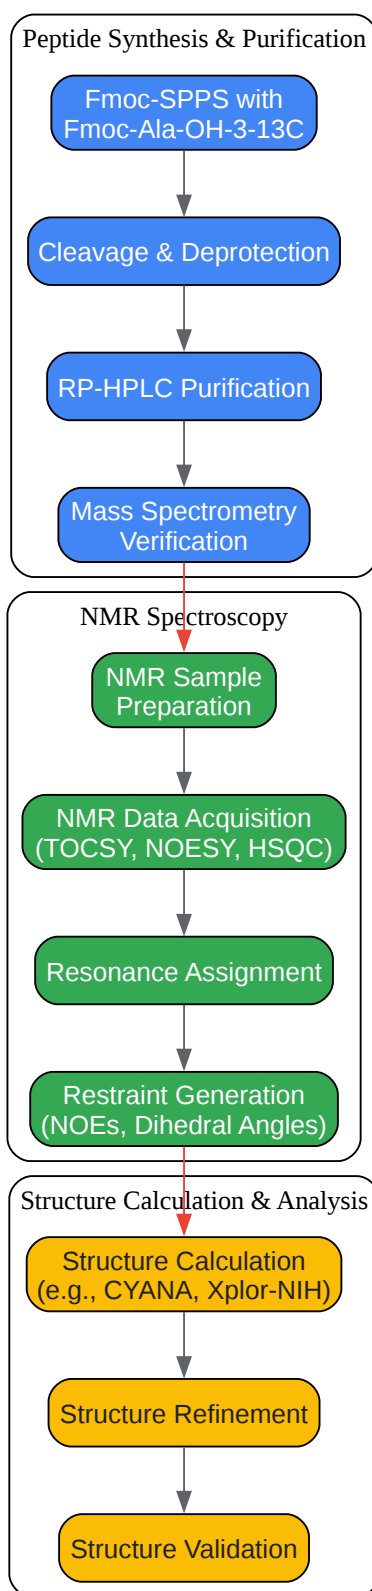 Peptide Synthesis & Purification
Fmoc-SPPS with
Fmoc-Ala-OH-3-13C
Cleavage & Deprotection
RP-HPLC Purification
Mass Spectrometry
Verification
NMR Spectroscopy
NMR Sample
Preparation
NMR Data Acquisition
(TOCSY, NOESY, HSQC)
Resonance Assignment
Restraint Generation
(NOEs, Dihedral Angles)
Structure Calculation & Analysis
Structure Calculation
(e.g., CYANA, Xplor-NIH)
Structure Refinement
Structure Validation